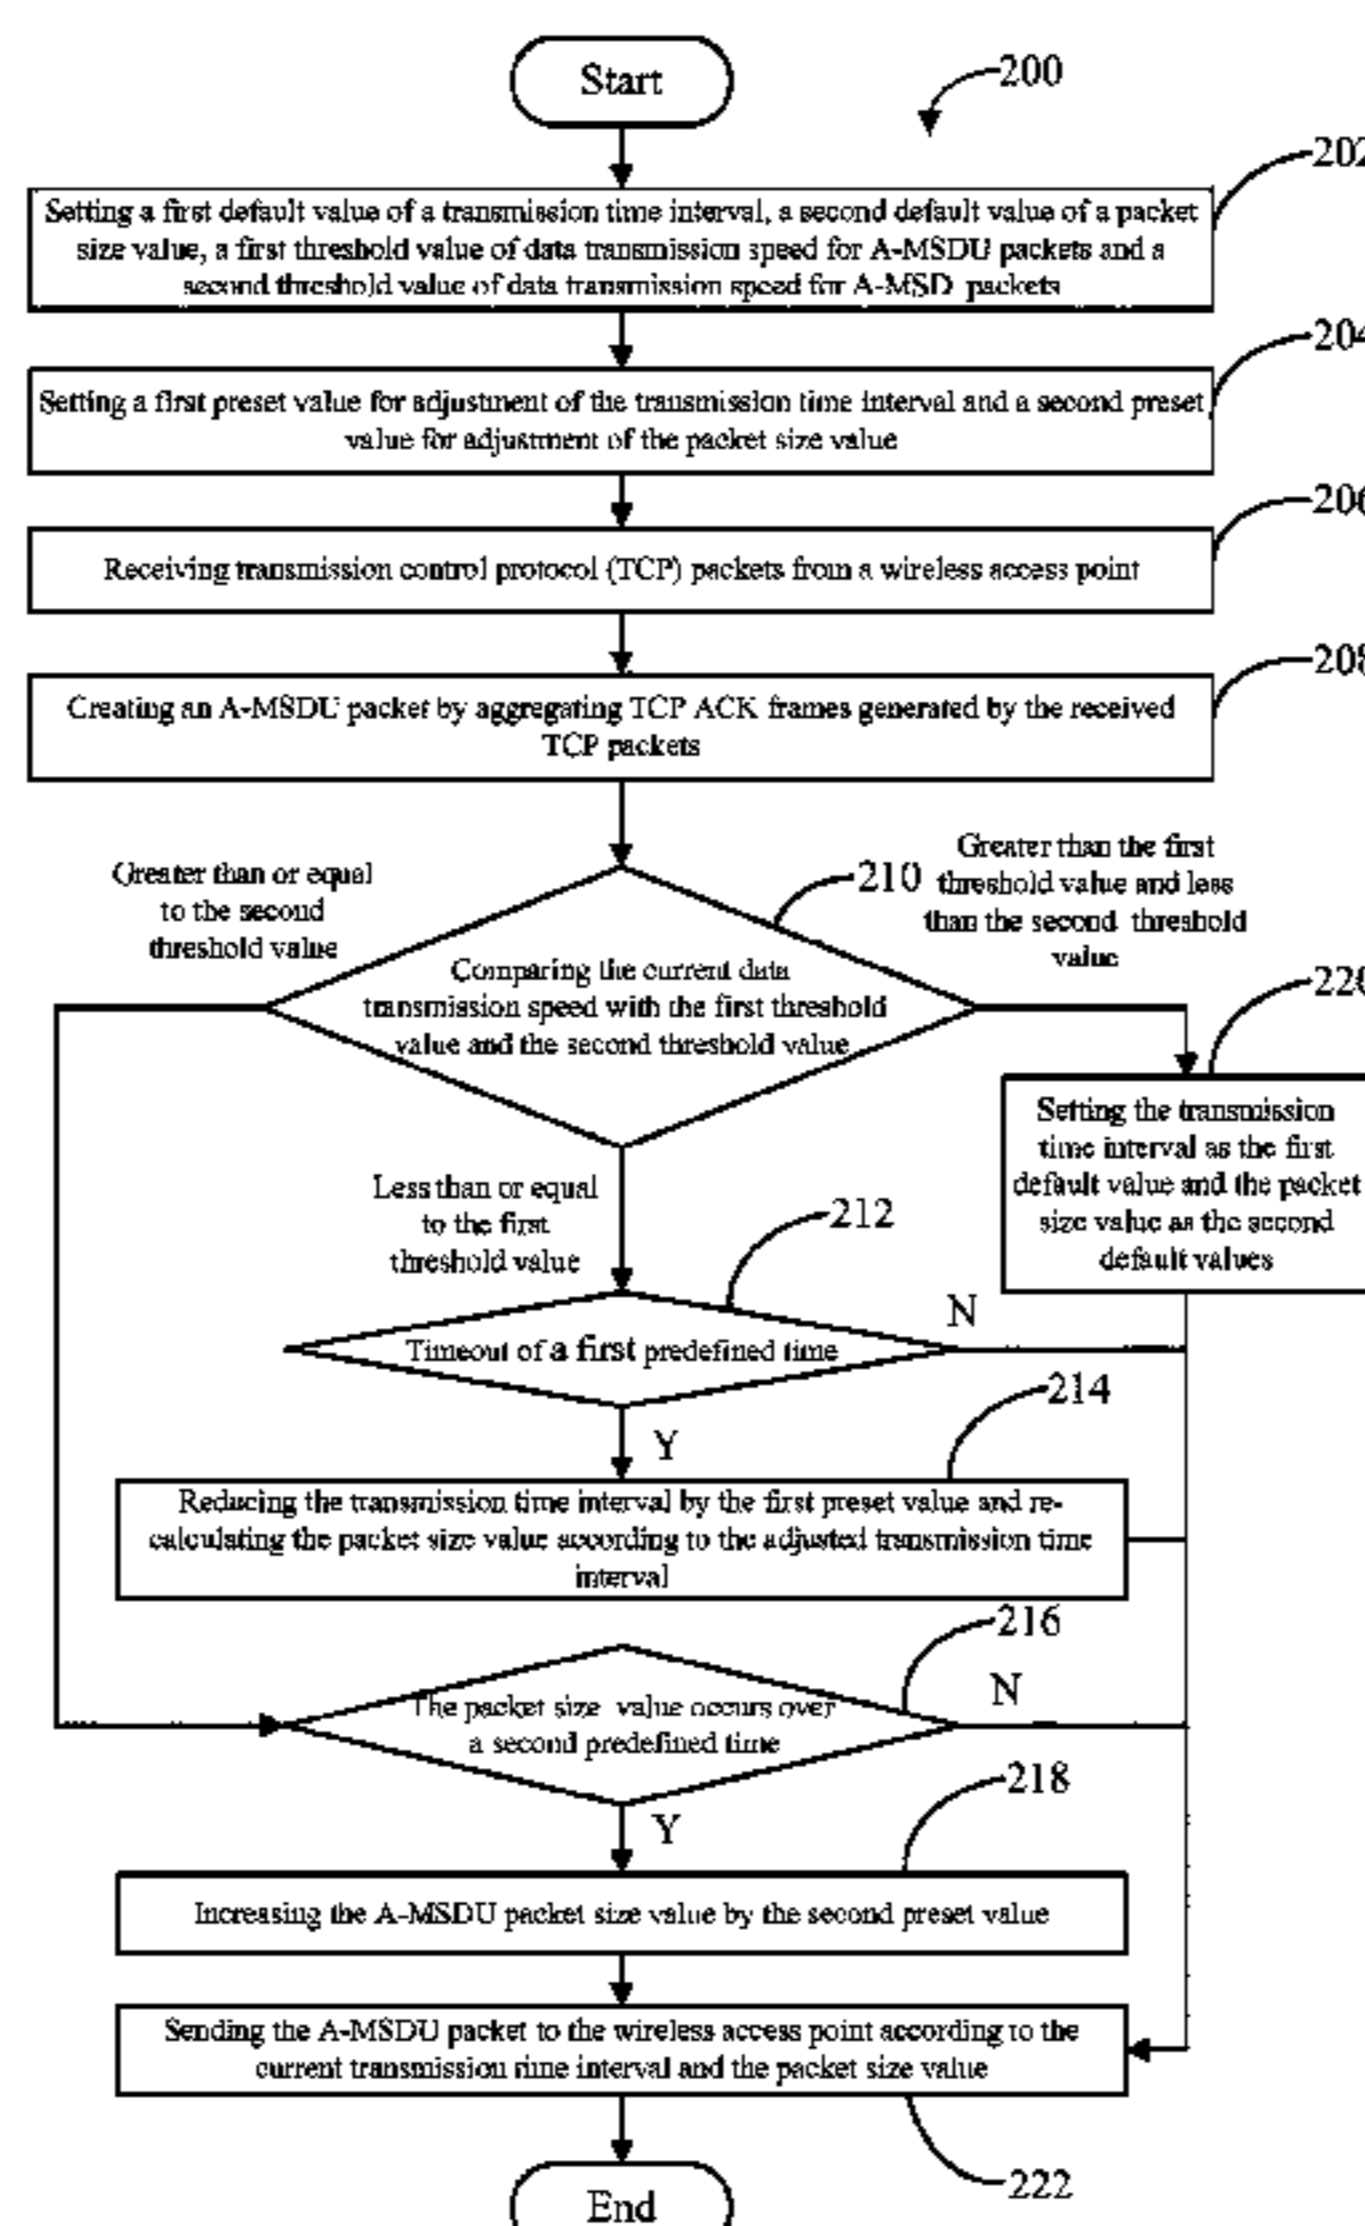 Start
200
202
Setting a first default value of a transmission time interval, a second default value of a packet
size value, a first threshold value of data transmission speed for A-MSDU packets and a
second threshold value of data transmission speed for A-MSD packets
204
Setting a first preset value for adjustment of the transmission time interval and a second preset
value for adjustment of the packet size value
206
Receiving transmission control protocol (TCP) packets from a wireless access point
208
Creating an A-MSDU packet by aggregating TCP ACK frames generated by the received
TCP packets
Greater than or equal
to the second
threshold value
210
Greater than the first
threshold value and less
than the second threshold
value
Comparing the current data
transmission speed with the first threshold
value and the second threshold value
220
Setting the transmission
time interval as the first
default value and the packet
size value as the second
default values
Less than or equal
to the first
threshold value
212
Timeout of a first predefined time
N
Y
214
Reducing the transmission time interval by the first preset value and re-
calculating the packet size value according to the adjusted transmission time
interval
216
The packet size value occurs over
a second predefined time
N
Y
218
Increasing the A-MSDU packet size value by the second preset value
Sending the A-MSDU packet to the wireless access point according to the
current transmission time interval and the packet size value
222
End